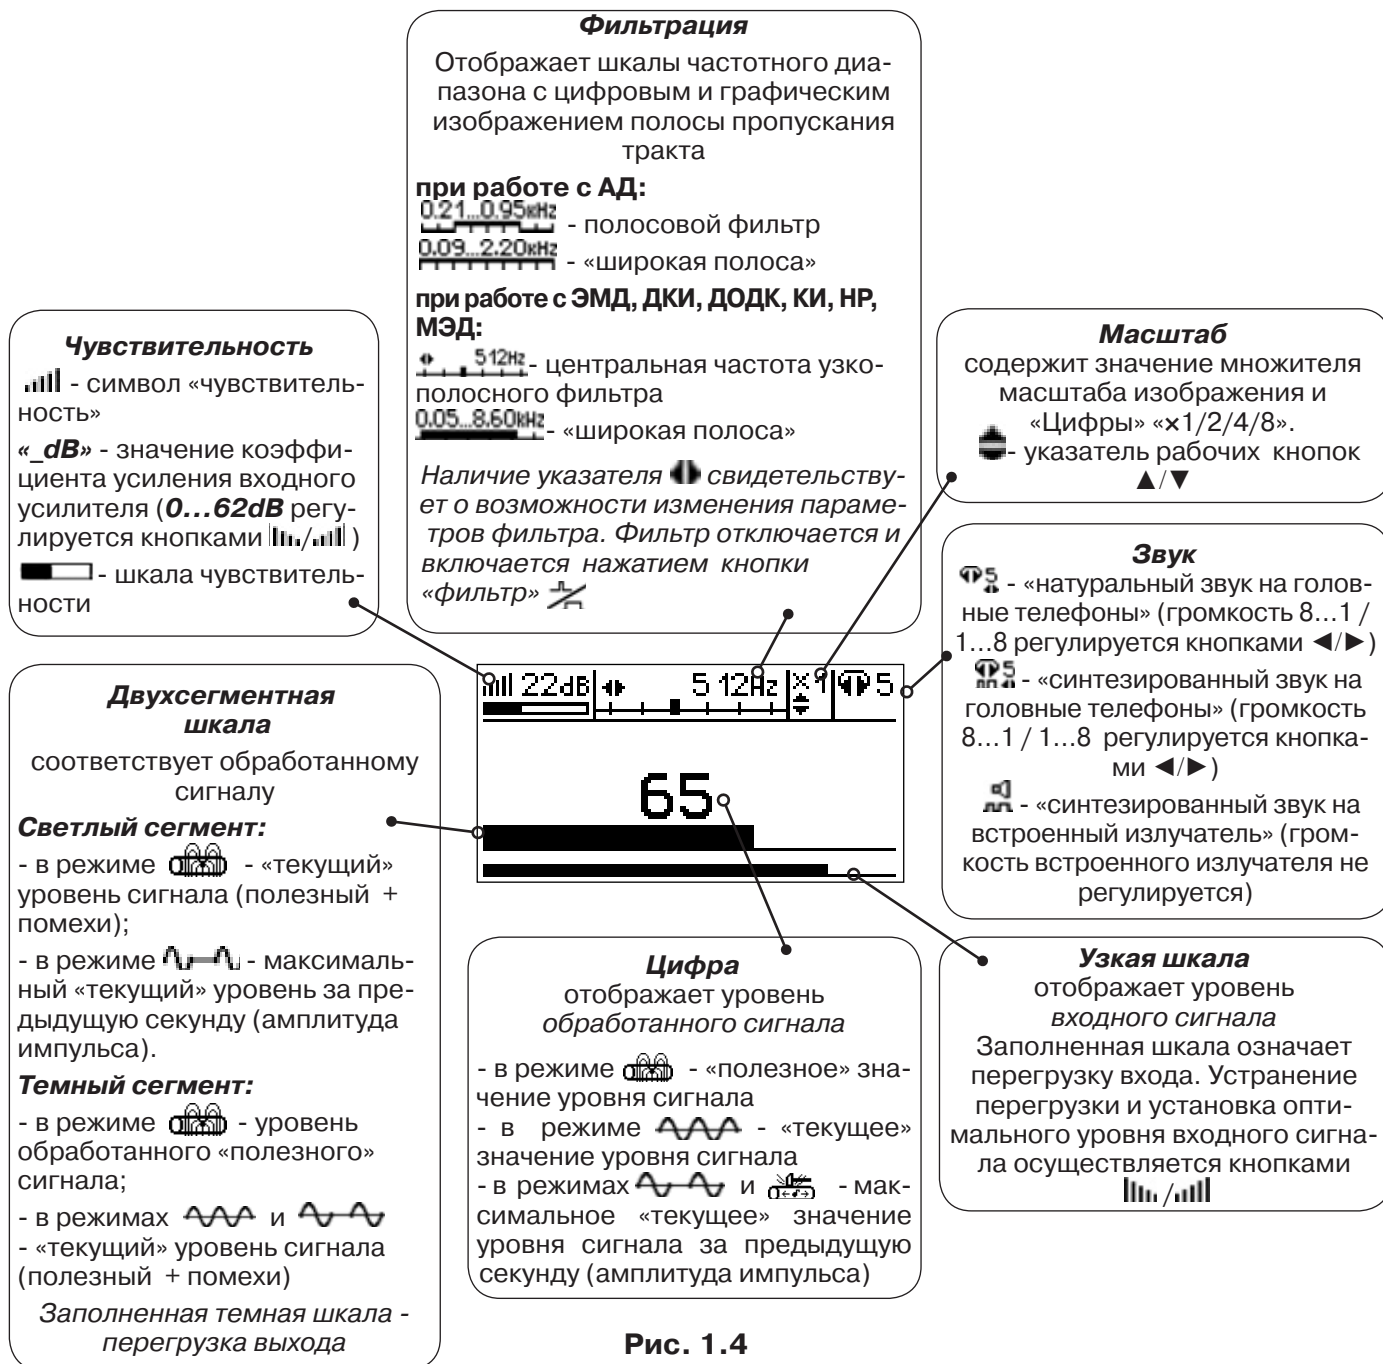 Фильтрация
Отображает шкалы частотного диа-
пазона с цифровым и графическим
изображением полосы пропускания
тракта
при работе с АД:
0.21...0.95кHz - полосовой фильтр
0.09...2.20кHz - «широкая полоса»
при работе с ЭМД, ДКИ, ДОДК, КИ, НР,
МЭД:
512Hz - центральная частота узко-
полосного фильтра
0.05...8.60kHz - «широкая полоса»
Наличие указателя ◀▶ свидетельству-
ет о возможности изменения параме-
тров фильтра. Фильтр отключается и
включается нажатием кнопки
«фильтр»
Чувствительность
- символ «чувствитель-
ность»
«_dB» - значение коэффи-
циента усиления входного
усилителя (0...62dB регу-
лируется кнопками / )
- шкала чувствитель-
ности
Масштаб
содержит значение множителя
масштаба изображения и
«Цифры» «×1/2/4/8».
- указатель рабочих кнопок
▲/▼
Звук
5 - «натуральный звук на голов-
ные телефоны» (громкость 8...1 /
1...8 регулируется кнопками ◀/▶)
5 - «синтезированный звук на
головные телефоны» (громкость
8...1 / 1...8 регулируется кнопка-
ми ◀/▶)
- «синтезированный звук на
встроенный излучатель» (гром-
кость встроенного излучателя не
регулируется)
Двухсегментная
шкала
соответствует обработанному
сигналу
Светлый сегмент:
- в режиме - «текущий»
уровень сигнала (полезный +
помехи);
- в режиме - максималь-
ный «текущий» уровень за пре-
дыдущую секунду (амплитуда
импульса).
Темный сегмент:
- в режиме - уровень
обработанного «полезного»
сигнала;
- в режимах и
- «текущий» уровень сигнала
(полезный + помехи)
Заполненная темная шкала -
перегрузка выхода
22dB 512Hz ×1 5
65
Цифра
отображает уровень
обработанного сигнала
- в режиме - «полезное» зна-
чение уровня сигнала
- в режиме - «текущее»
значение уровня сигнала
- в режимах и - мак-
симальное «текущее» значение
уровня сигнала за предыдущую
секунду (амплитуда импульса)
Узкая шкала
отображает уровень
входного сигнала
Заполненная шкала означает
перегрузку входа. Устранение
перегрузки и установка опти-
мального уровня входного сигна-
ла осуществляется кнопками
/
Рис. 1.4